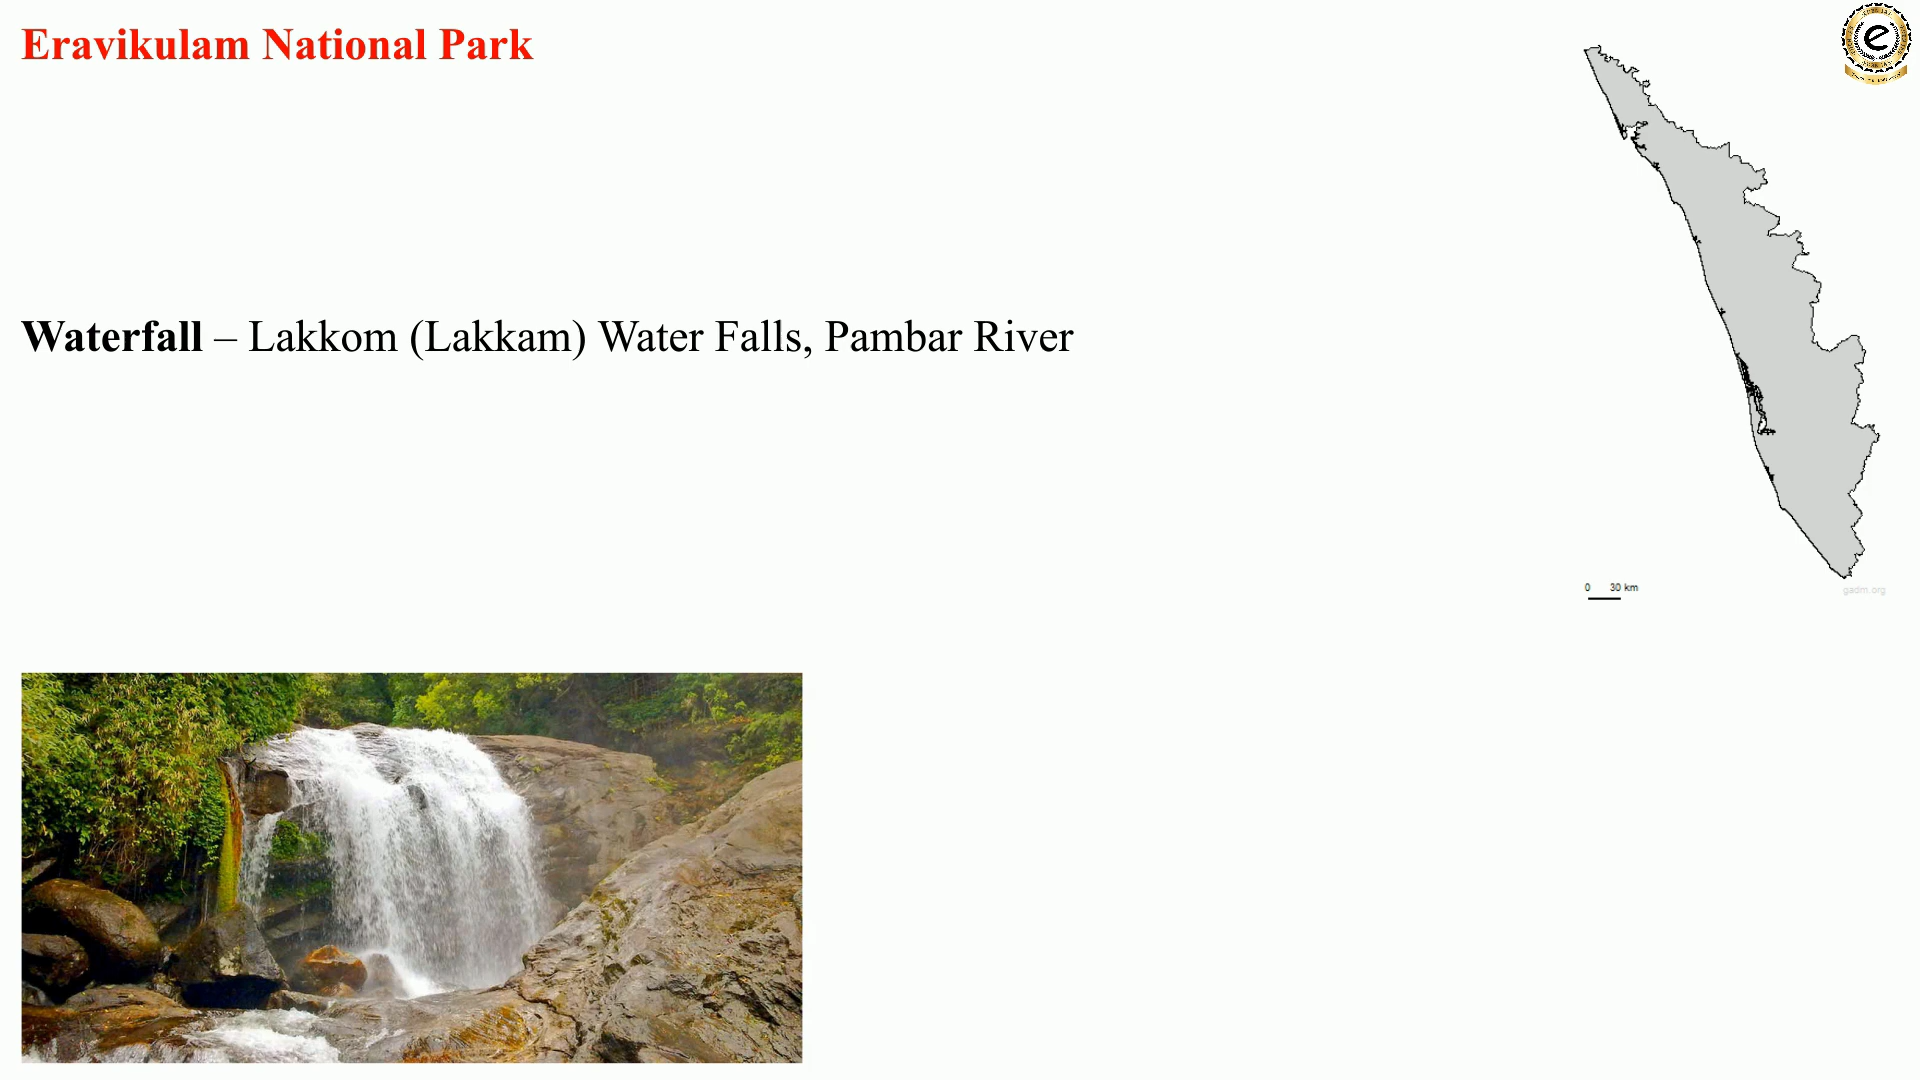 Eravikulam National Park
Waterfall – Lakkom (Lakkam) Water Falls, Pambar River
e
0 30 km
gadm.org